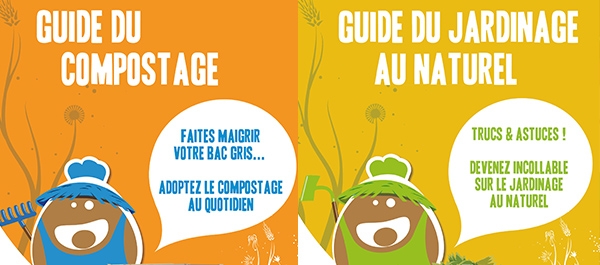 GUIDE DU
COMPOSTAGE
FAITES MAIGRIR
VOTRE BAC GRIS...
ADOPTEZ LE COMPOSTAGE
AU QUOTIDIEN
GUIDE DU JARDINAGE
AU NATUREL
TRUCS & ASTUCES !
DEVENEZ INCOLLABLE
SUR LE JARDINAGE
AU NATUREL